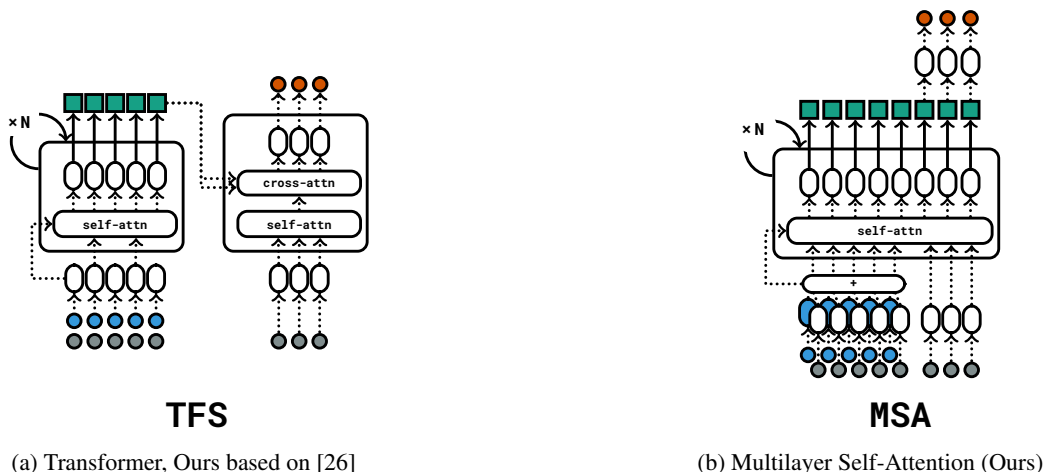 × N
self-attn
cross-attn
self-attn
TFS
(a) Transformer, Ours based on [26]
× N
self-attn
+
MSA
(b) Multilayer Self-Attention (Ours)